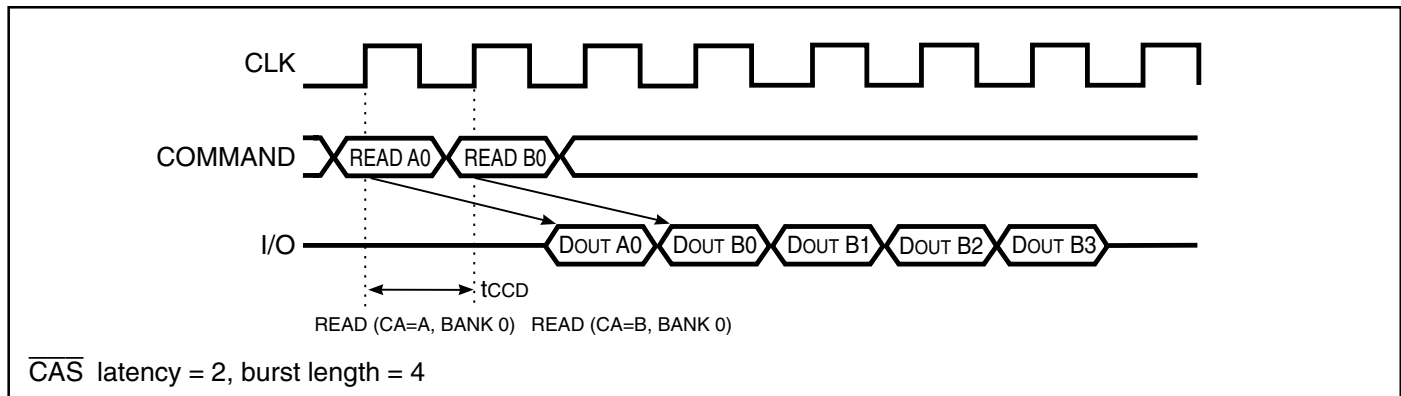 CLK
COMMAND READ A0 READ B0
I/O DOUT A0 DOUT B0 DOUT B1 DOUT B2 DOUT B3
tCCD
READ (CA=A, BANK 0) READ (CA=B, BANK 0)
CAS latency = 2, burst length = 4